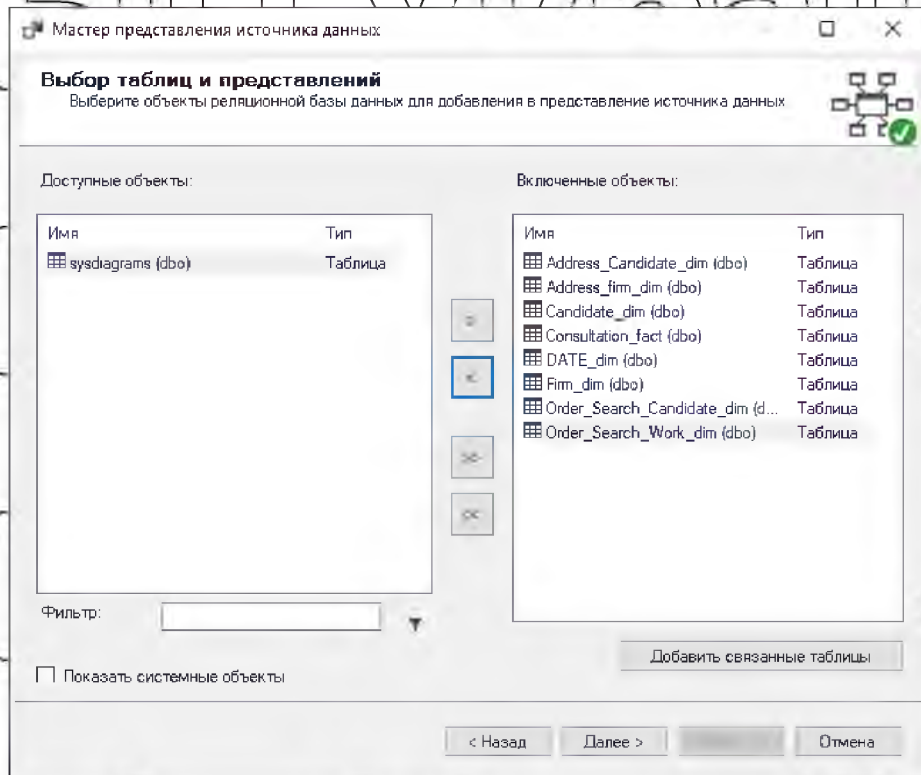 Мастер представления источника данных
Выбор таблиц и представлений
Выберите объекты реляционной базы данных для добавления в представление источника данных
Доступные объекты:
Имя Тип
sysdiagrams (dbo) Таблица
>
<
>>
<<
Включенные объекты:
Имя Тип
Address_Candidate_dim (dbo) Таблица
Address_firm_dim (dbo) Таблица
Candidate_dim (dbo) Таблица
Consultation_fact (dbo) Таблица
DATE_dim (dbo) Таблица
Firm_dim (dbo) Таблица
Order_Search_Candidate_dim (d... Таблица
Order_Search_Work_dim (dbo) Таблица
Фильтр:
Добавить связанные таблицы
Показать системные объекты
< Назад Далее > Отмена